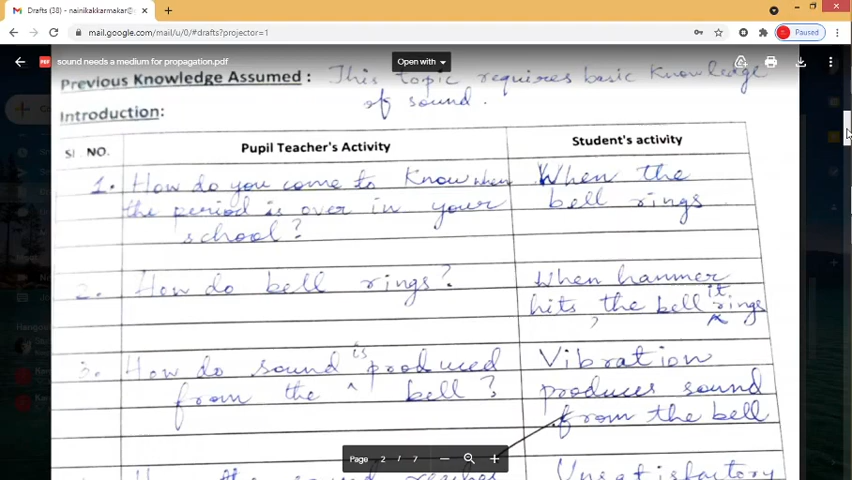 Drafts (38) - nainikakkarmakar@
mail.google.com/mail/u/0/#drafts?projector=1
Paused
sound needs a medium for propagation.pdf
Open with
Previous Knowledge Assumed : This topic requires basic knowledge
of sound.
Introduction:
Sl NO. Pupil Teacher's Activity Student's activity
1. How do you come to know when When the
the period is over in your bell rings
school?
2. How do bell rings? When hammer
hits, the bell it rings
3. How do sound is produced Vibration
from the bell? produces sound
from the bell
Page 2 / 7
sound reaches Unsatisfactory